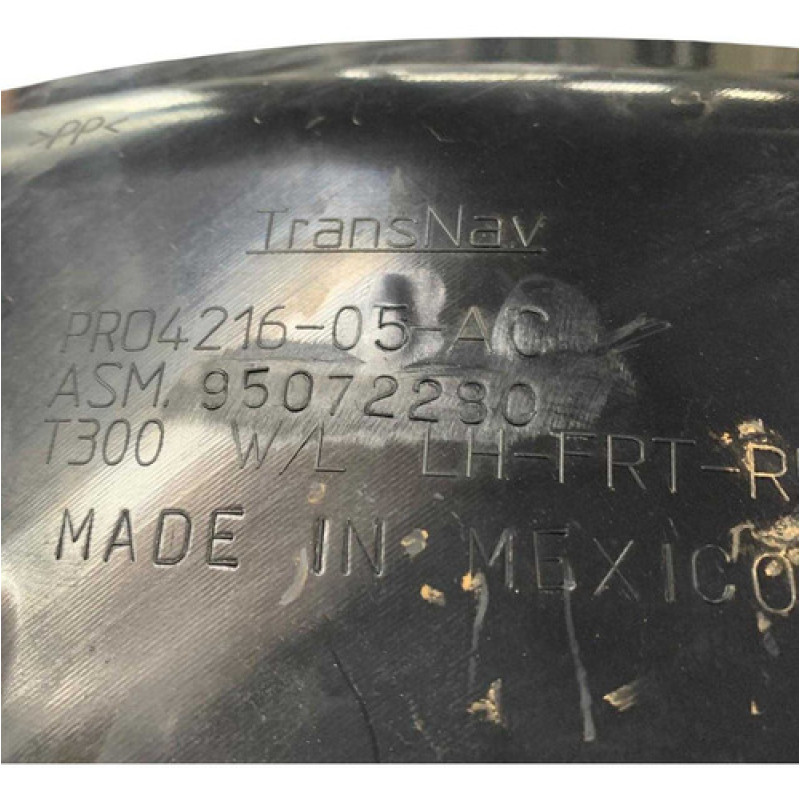 >PP<
TransNav
PR04216-05-AC
ASM. 95072280
T300 W/L LH-FRT-R
MADE IN MEXICO